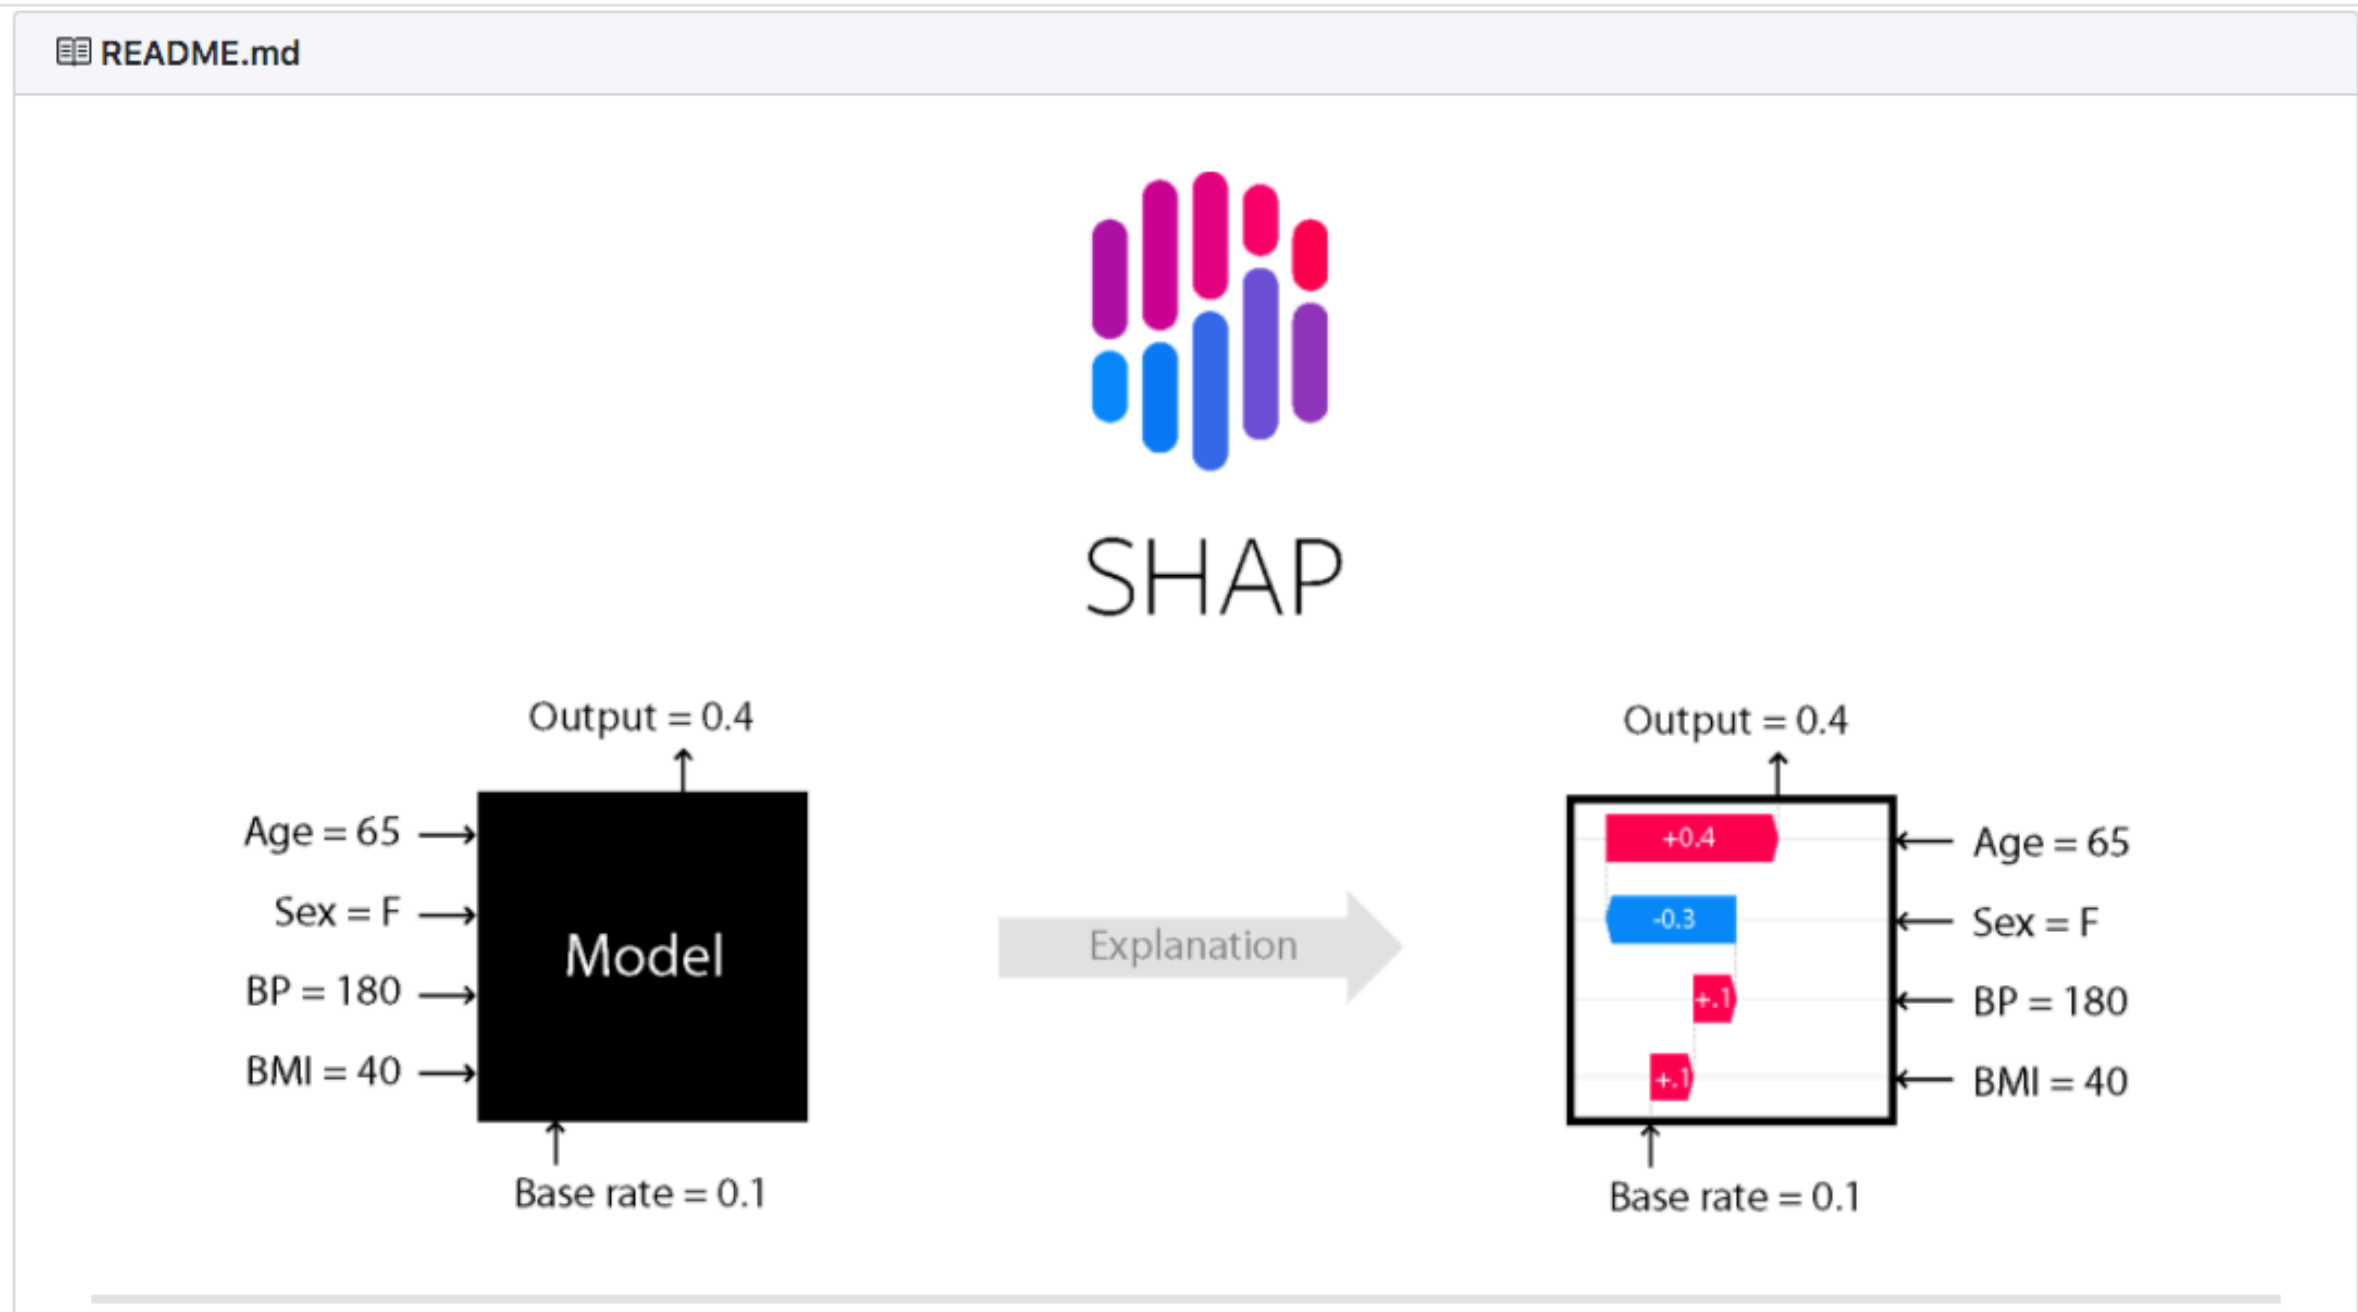 README.md
SHAP
Output = 0.4
Age = 65
Sex = F
BP = 180
BMI = 40
Model
Base rate = 0.1
Explanation
Output = 0.4
+0.4
Age = 65
-0.3
Sex = F
+.1
BP = 180
+.1
BMI = 40
Base rate = 0.1